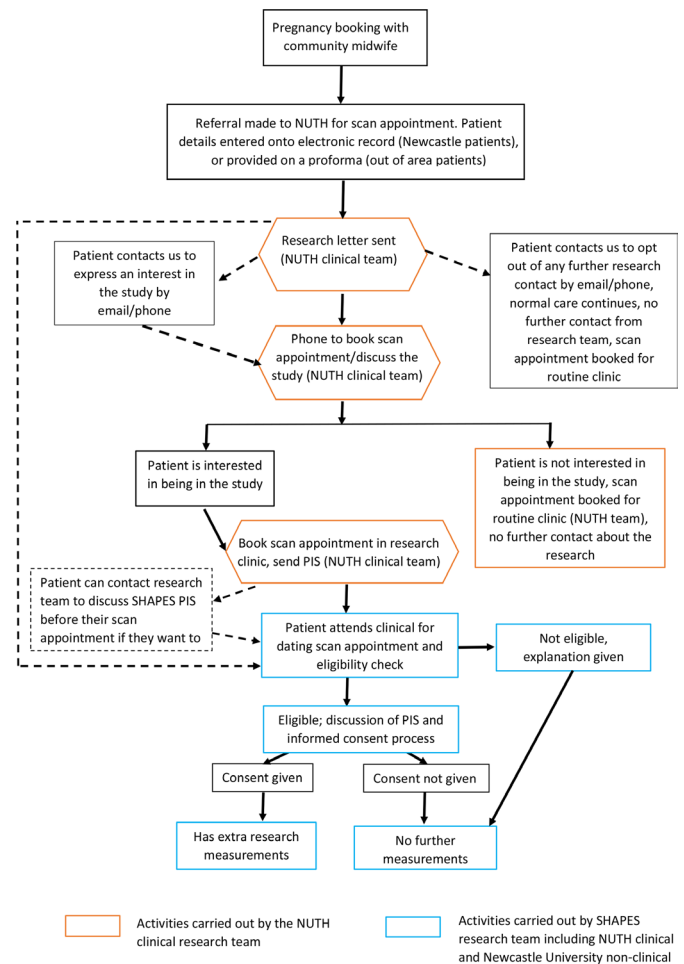 Pregnancy booking with
community midwife
Referral made to NUTH for scan appointment. Patient
details entered onto electronic record (Newcastle patients),
or provided on a proforma (out of area patients)
Research letter sent
(NUTH clinical team)
Patient contacts us to
express an interest in
the study by
email/phone
Patient contacts us to opt
out of any further research
contact by email/phone,
normal care continues, no
further contact from
research team, scan
appointment booked for
routine clinic
Phone to book scan
appointment/discuss the
study (NUTH clinical team)
Patient is interested
in being in the study
Patient is not interested in
being in the study, scan
appointment booked for
routine clinic (NUTH team),
no further contact about the
research
Book scan appointment in research
clinic, send PIS (NUTH clinical team)
Patient can contact research
team to discuss SHAPES PIS
before their scan
appointment if they want to
Patient attends clinical for
dating scan appointment and
eligibility check
Not eligible,
explanation given
Eligible; discussion of PIS and
informed consent process
Consent given
Consent not given
Has extra research
measurements
No further
measurements
Activities carried out by the NUTH
clinical research team
Activities carried out by SHAPES
research team including NUTH clinical
and Newcastle University non-clinical